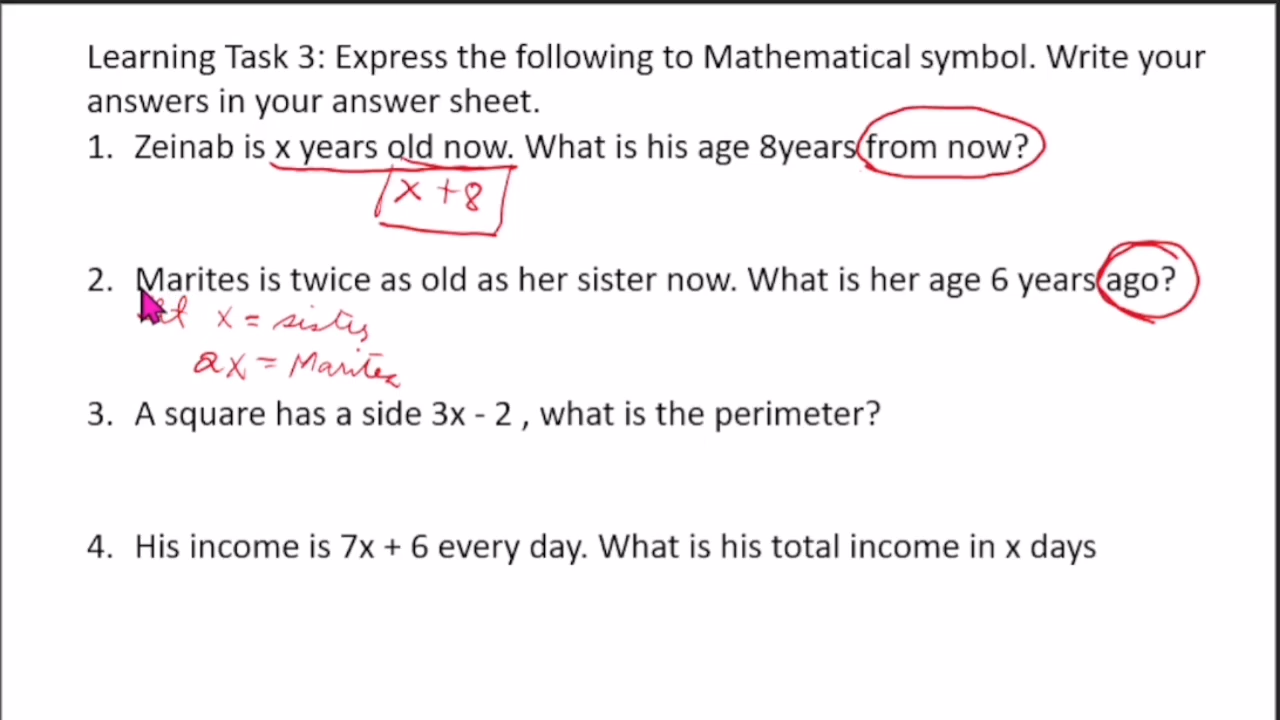 Learning Task 3: Express the following to Mathematical symbol. Write your
answers in your answer sheet.
1. Zeinab is x years old now. What is his age 8years from now?
x + 8
2. Marites is twice as old as her sister now. What is her age 6 years ago?
x = sister
2x = Marites
3. A square has a side 3x - 2 , what is the perimeter?
4. His income is 7x + 6 every day. What is his total income in x days